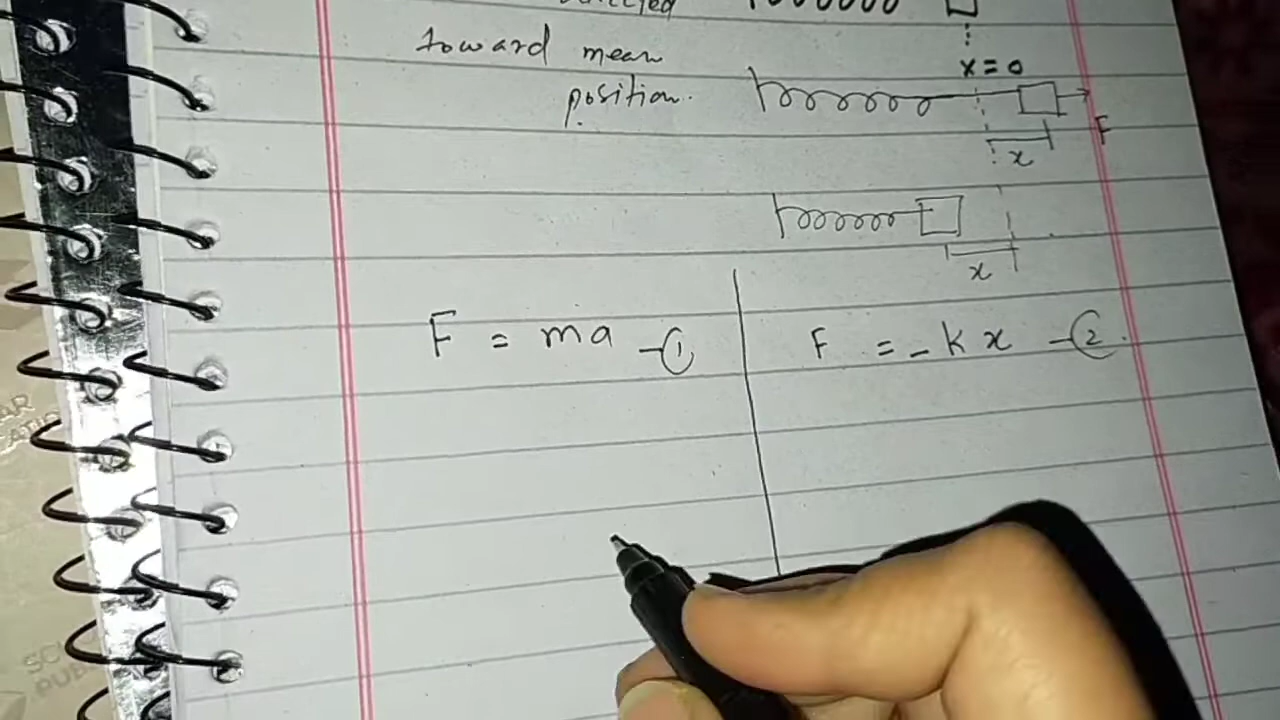 toward mean
position.
x = 0
F
x
x
F = ma -①
F = -kx -②